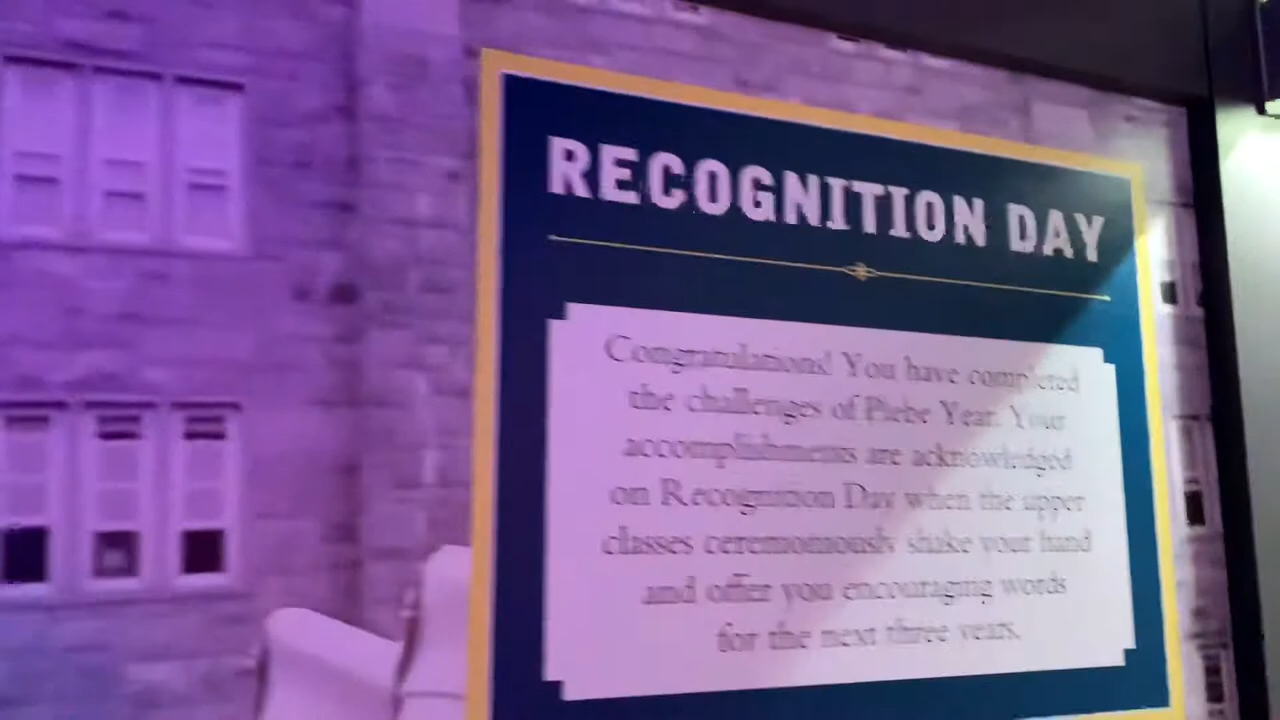 RECOGNITION DAY
Congratulations! You have completed
the challenges of Plebe Year. Your
accomplishments are acknowledged
on Recognition Day when the upper
classes ceremoniously shake your hand
and offer you encouraging words
for the next three years.